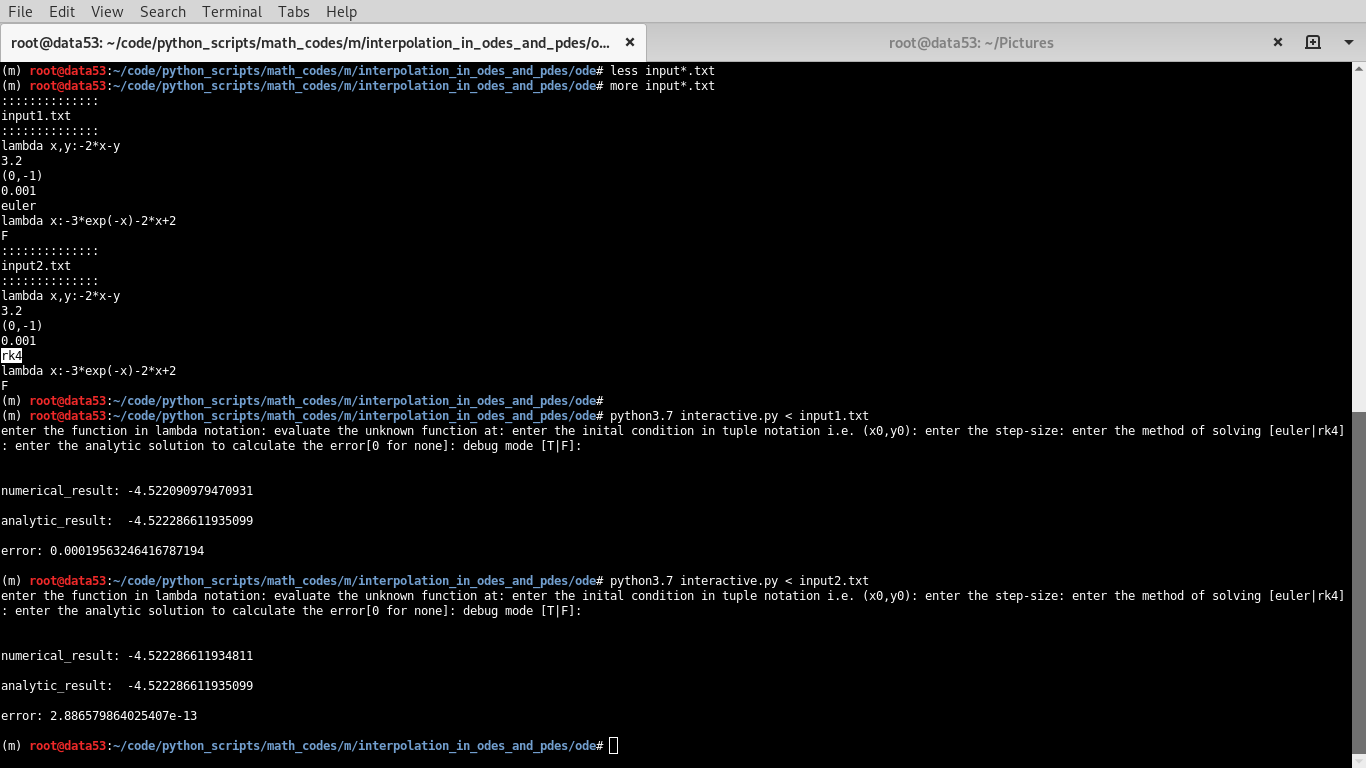 File Edit View Search Terminal Tabs Help
root@data53: ~/code/python_scripts/math_codes/m/interpolation_in_odes_and_pdes/o... ×
root@data53: ~/Pictures ×
(m) root@data53:~/code/python_scripts/math_codes/m/interpolation_in_odes_and_pdes/ode# less input*.txt
(m) root@data53:~/code/python_scripts/math_codes/m/interpolation_in_odes_and_pdes/ode# more input*.txt
::::::::::::::
input1.txt
::::::::::::::
lambda x,y:-2*x-y
3.2
(0,-1)
0.001
euler
lambda x:-3*exp(-x)-2*x+2
F
::::::::::::::
input2.txt
::::::::::::::
lambda x,y:-2*x-y
3.2
(0,-1)
0.001
rk4
lambda x:-3*exp(-x)-2*x+2
F
(m) root@data53:~/code/python_scripts/math_codes/m/interpolation_in_odes_and_pdes/ode#
(m) root@data53:~/code/python_scripts/math_codes/m/interpolation_in_odes_and_pdes/ode# python3.7 interactive.py < input1.txt
enter the function in lambda notation: evaluate the unknown function at: enter the inital condition in tuple notation i.e. (x0,y0): enter the step-size: enter the method of solving [euler|rk4]
: enter the analytic solution to calculate the error[0 for none]: debug mode [T|F]:
numerical_result: -4.522090979470931
analytic_result:  -4.522286611935099
error: 0.00019563246416787194
(m) root@data53:~/code/python_scripts/math_codes/m/interpolation_in_odes_and_pdes/ode# python3.7 interactive.py < input2.txt
enter the function in lambda notation: evaluate the unknown function at: enter the inital condition in tuple notation i.e. (x0,y0): enter the step-size: enter the method of solving [euler|rk4]
: enter the analytic solution to calculate the error[0 for none]: debug mode [T|F]:
numerical_result: -4.522286611934811
analytic_result:  -4.522286611935099
error: 2.886579864025407e-13
(m) root@data53:~/code/python_scripts/math_codes/m/interpolation_in_odes_and_pdes/ode#